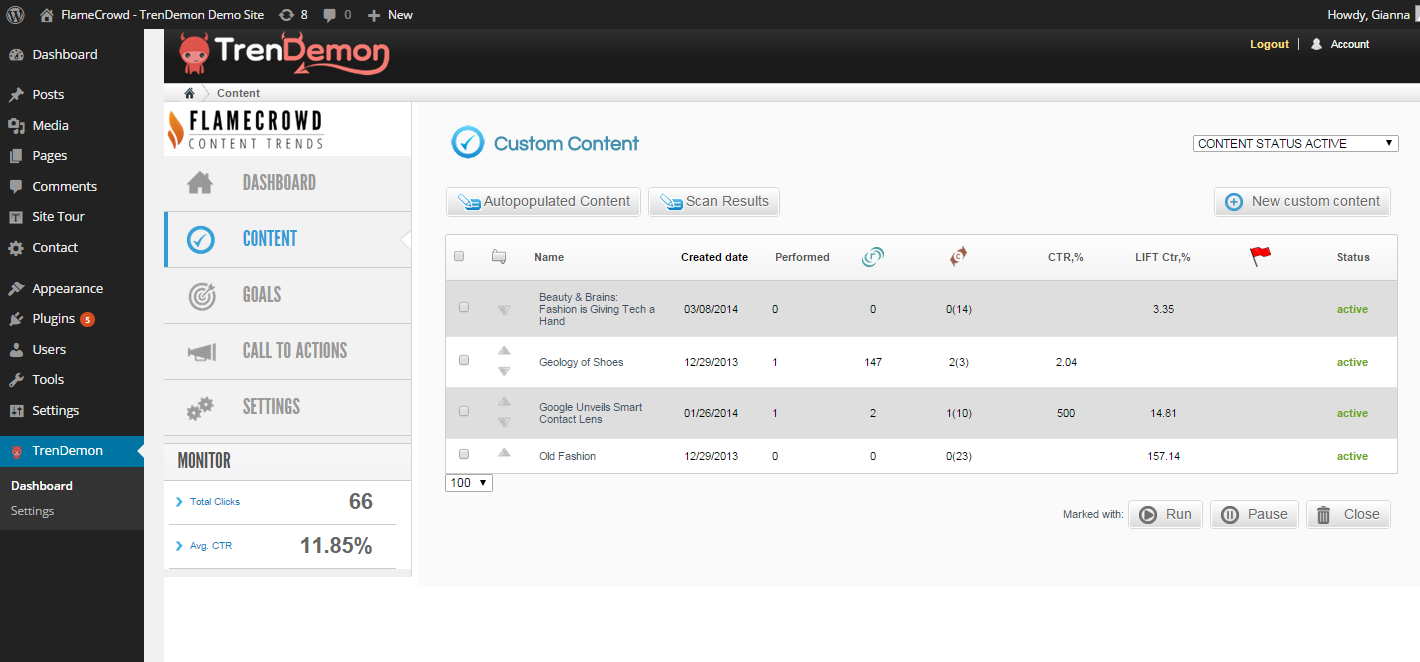 FlameCrowd - TrenDemon Demo Site 8 0 New Howdy, Gianna
Dashboard
Posts
Media
Pages
Comments
Site Tour
Contact
Appearance
Plugins 5
Users
Tools
Settings
TrenDemon
Dashboard
Settings
TrenDemon
Logout | Account
Content
FLAMECROWD
CONTENT TRENDS
DASHBOARD
CONTENT
GOALS
CALL TO ACTIONS
SETTINGS
MONITOR
Total Clicks 66
Avg. CTR 11.85%
Custom Content
CONTENT STATUS ACTIVE
Autopopulated Content Scan Results New custom content
Name Created date Performed r c CTR,% LIFT Ctr,% Status
Beauty & Brains:
Fashion is Giving Tech a
Hand
03/08/2014 0 0 0(14) 3.35 active
Geology of Shoes 12/29/2013 1 147 2(3) 2.04 active
Google Unveils Smart
Contact Lens
01/26/2014 1 2 1(10) 500 14.81 active
Old Fashion 12/29/2013 0 0 0(23) 157.14 active
100
Marked with: Run Pause Close